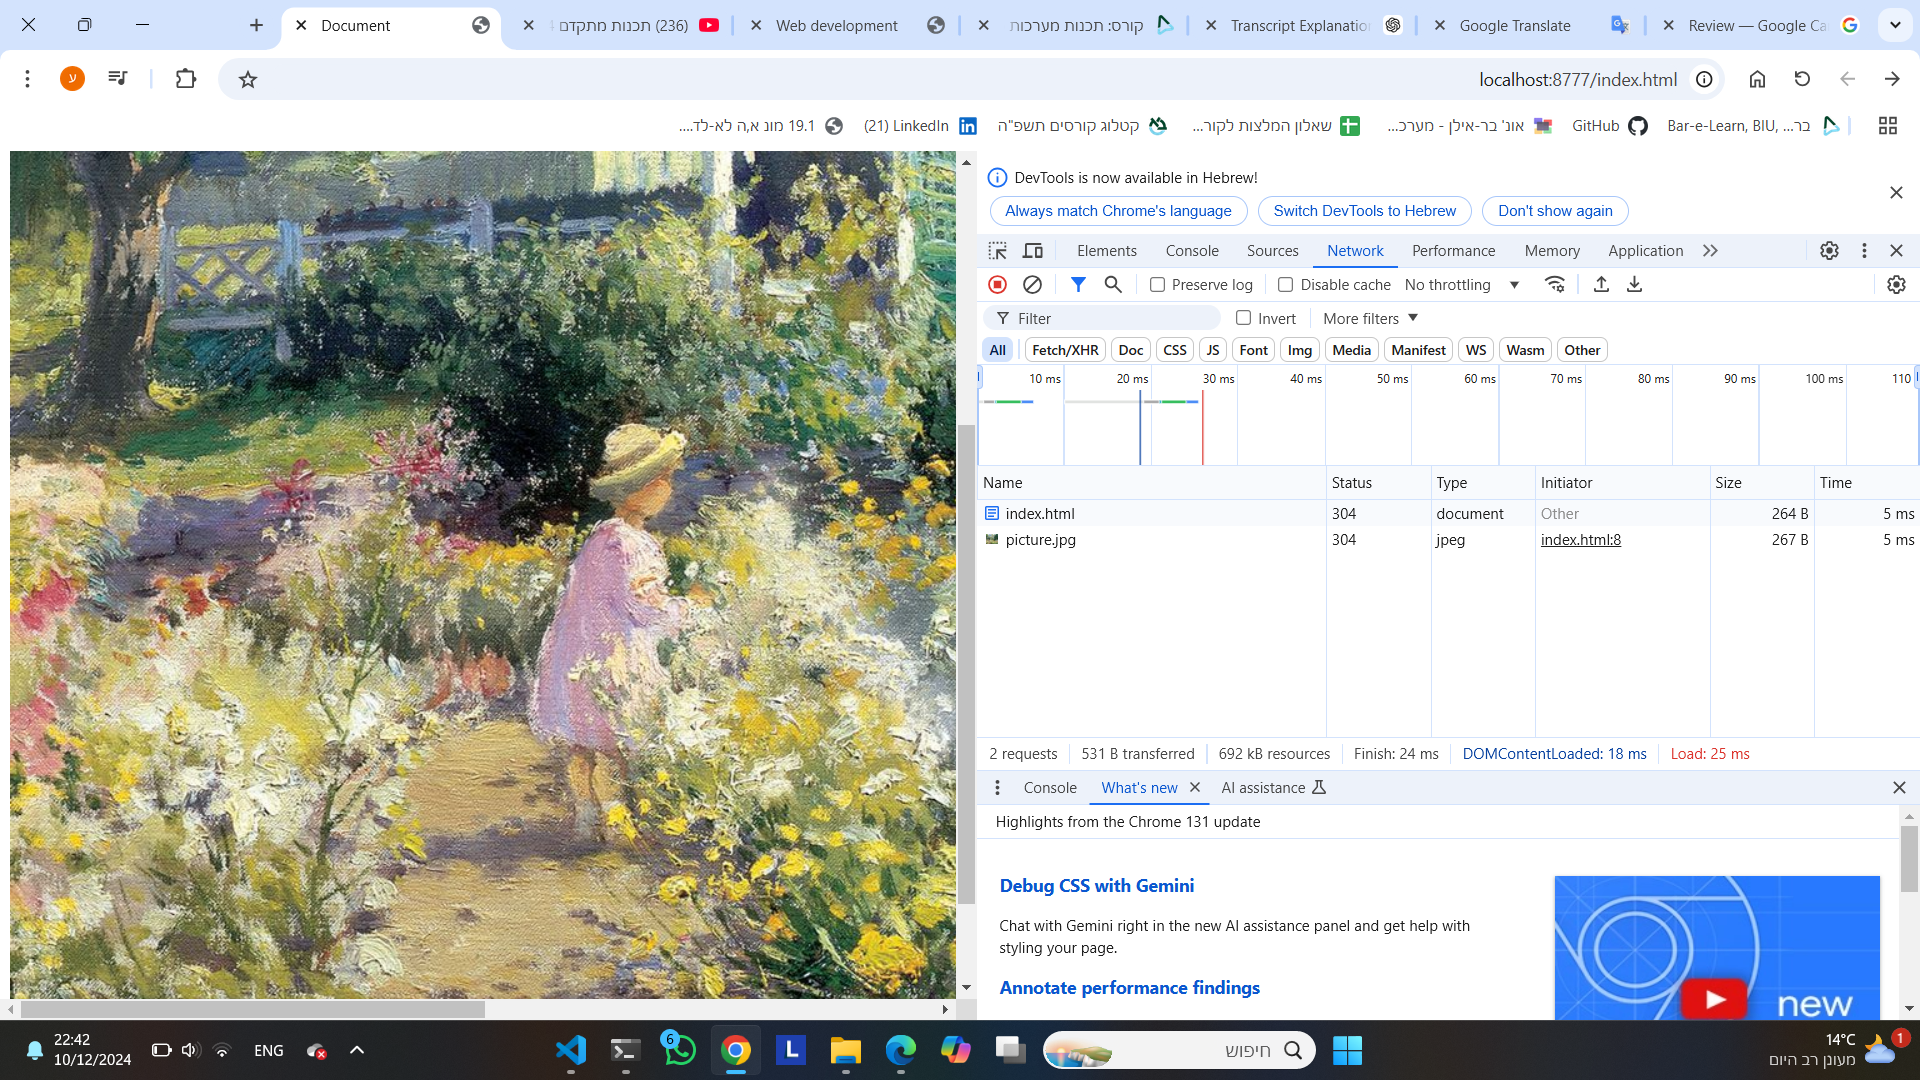 Document
(236) תכנות מתקדם
Web development
קורס: תכנות מערכות
Transcript Explanation
Google Translate
Review — Google Ca
ע
localhost:8777/index.html
19.1 מונ א,ה לא-לד...
(21) LinkedIn
קטלוג קורסים תשפ"ה
שאלון המלצות לקור...
אונ' בר-אילן - מערכ...
GitHub
Bar-e-Learn, BIU, ...בר
DevTools is now available in Hebrew!
Always match Chrome's language
Switch DevTools to Hebrew
Don't show again
Elements Console Sources Network Performance Memory Application
Preserve log Disable cache No throttling
Filter Invert More filters
All Fetch/XHR Doc CSS JS Font Img Media Manifest WS Wasm Other
10 ms 20 ms 30 ms 40 ms 50 ms 60 ms 70 ms 80 ms 90 ms 100 ms 110
Name Status Type Initiator Size Time
index.html 304 document Other 264 B 5 ms
picture.jpg 304 jpeg index.html:8 267 B 5 ms
2 requests 531 B transferred 692 kB resources Finish: 24 ms DOMContentLoaded: 18 ms Load: 25 ms
Console What's new AI assistance
Highlights from the Chrome 131 update
Debug CSS with Gemini
Chat with Gemini right in the new AI assistance panel and get help with
styling your page.
Annotate performance findings
new
22:42
10/12/2024
ENG
6
L
חיפוש
14°C
מעונן רב היום
1